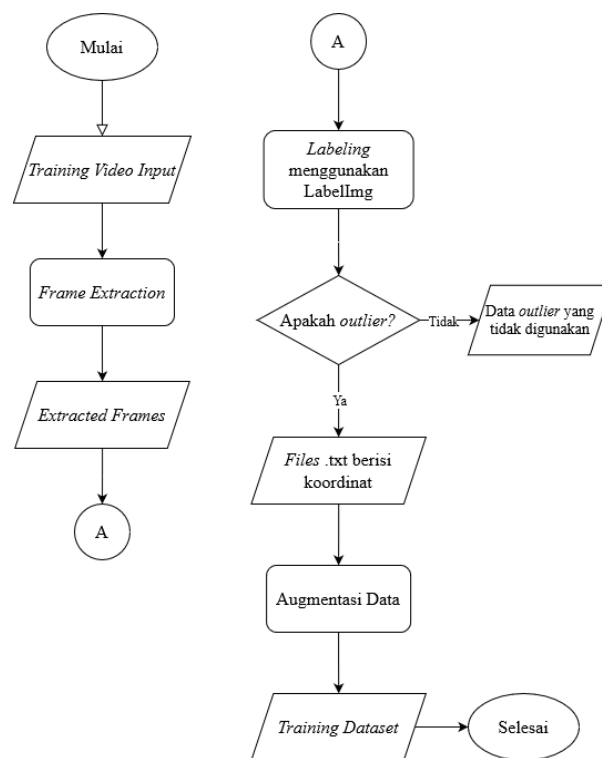 Mulai
Training Video Input
Frame Extraction
Extracted Frames
A
A
Labeling
menggunakan
LabelImg
Apakah outlier?
Tidak
Data outlier yang
tidak digunakan
Ya
Files .txt berisi
koordinat
Augmentasi Data
Training Dataset
Selesai